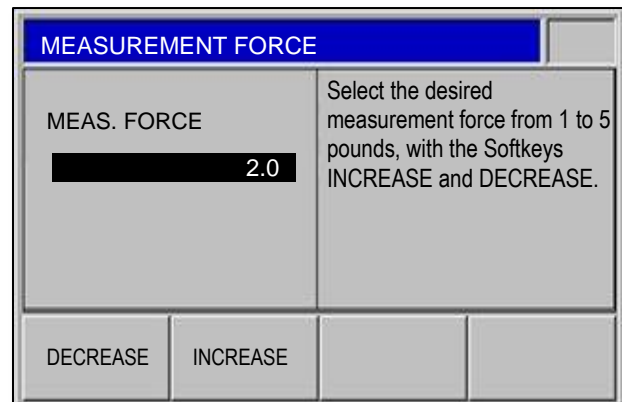 MEASUREMENT FORCE
MEAS. FORCE
2.0
Select the desired
measurement force from 1 to 5
pounds, with the Softkeys
INCREASE and DECREASE.
DECREASE
INCREASE